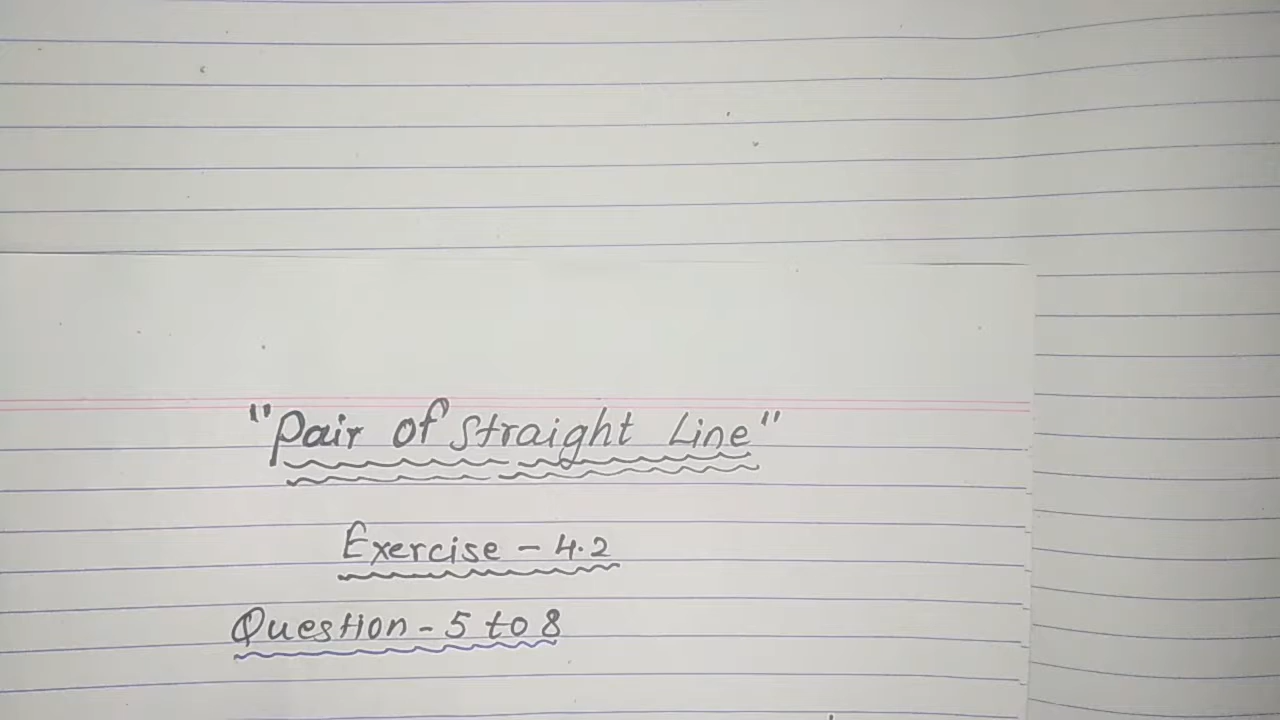 "Pair of Straight Line"
Exercise - 4.2
Question - 5 to 8